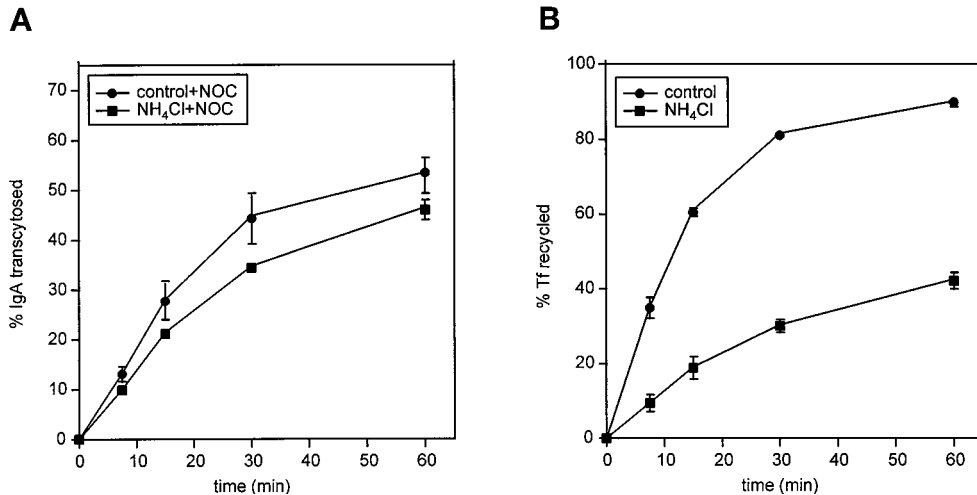 A
control+NOC
NH₄Cl+NOC
% IgA transcytosed
70
60
50
40
30
20
10
0
0 10 20 30 40 50 60
time (min)
B
control
NH₄Cl
% Tf recycled
100
80
60
40
20
0
0 10 20 30 40 50 60
time (min)